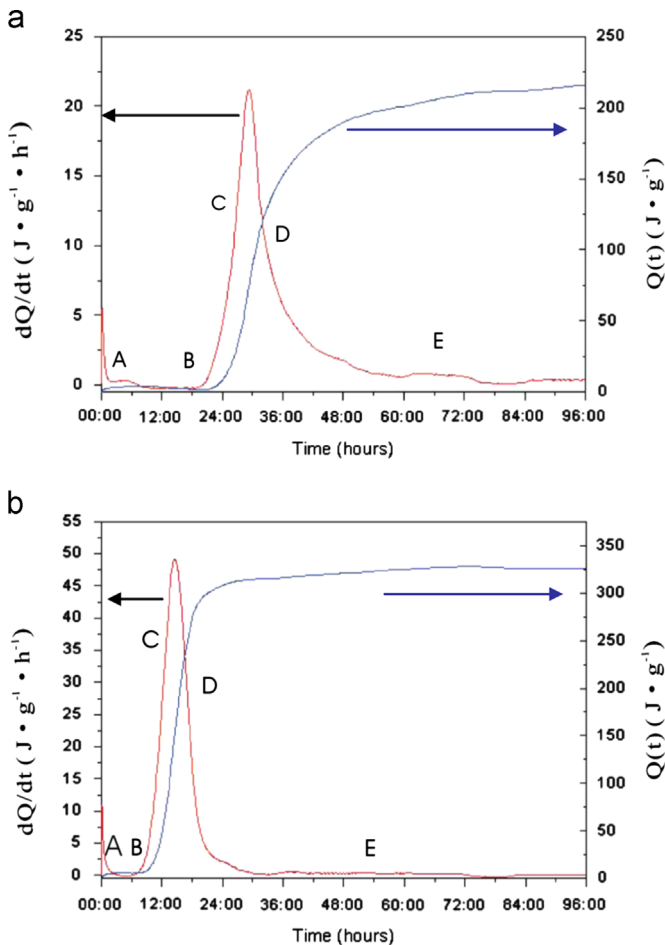 a
25
20
15
10
5
0
dQ/dt ( J • g⁻¹ • h⁻¹ )
250
200
150
100
50
0
Q(t) ( J • g⁻¹ )
A
B
C
D
E
00:00 12:00 24:00 36:00 48:00 60:00 72:00 84:00 96:00
Time (hours)
b
55
50
45
40
35
30
25
20
15
10
5
0
dQ/dt ( J • g⁻¹ • h⁻¹ )
350
300
250
200
150
100
50
0
Q(t) ( J • g⁻¹ )
A
B
C
D
E
00:00 12:00 24:00 36:00 48:00 60:00 72:00 84:00 96:00
Time (hours)